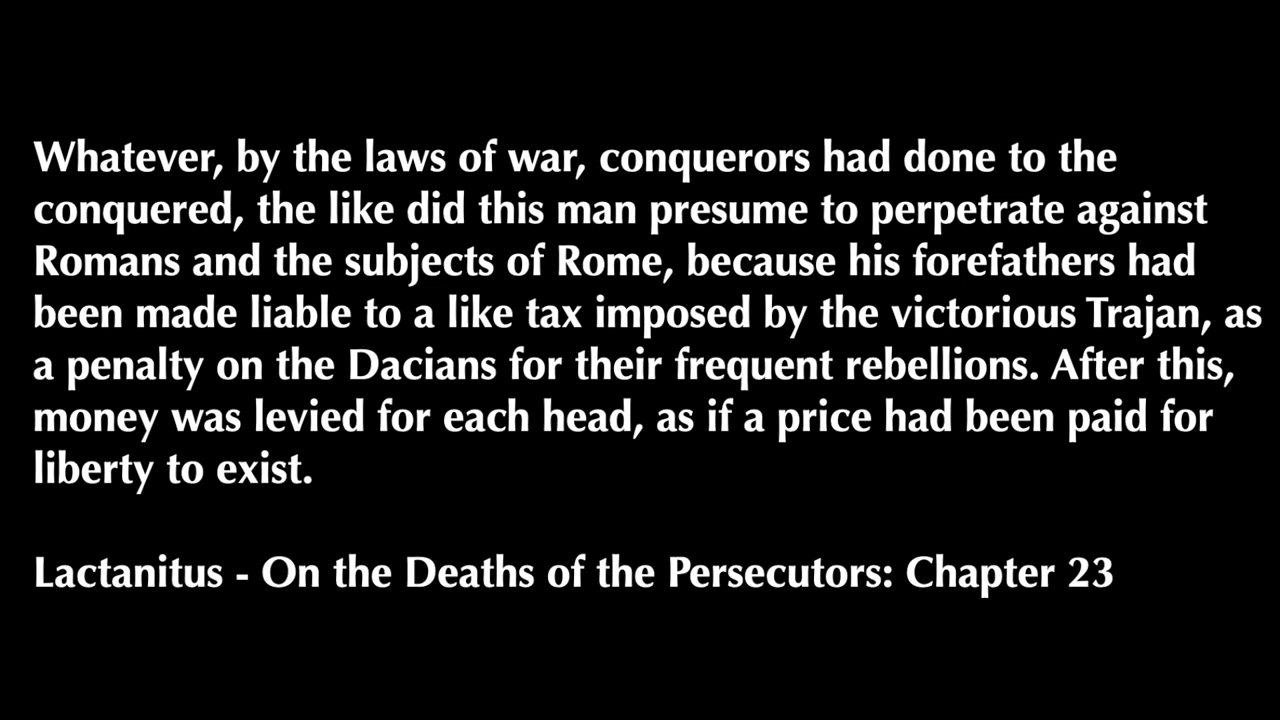 Whatever, by the laws of war, conquerors had done to the
conquered, the like did this man presume to perpetrate against
Romans and the subjects of Rome, because his forefathers had
been made liable to a like tax imposed by the victorious Trajan, as
a penalty on the Dacians for their frequent rebellions. After this,
money was levied for each head, as if a price had been paid for
liberty to exist.
Lactanitus - On the Deaths of the Persecutors: Chapter 23